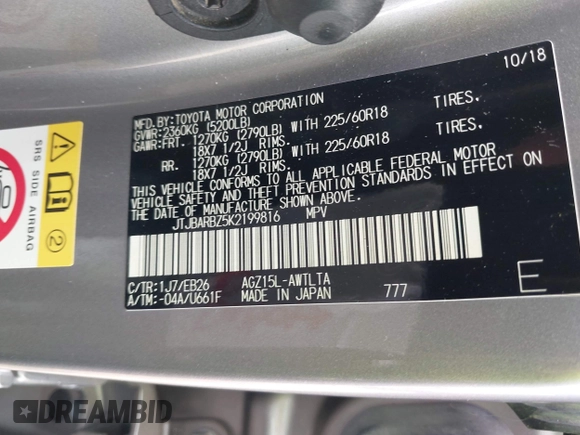 10/18
MFD.BY:TOYOTA MOTOR CORPORATION
GVWR:2360KG (5200LB)
GAWR:FRT. 1270KG (2790LB) WITH 225/60R18 TIRES,
18X7 1/2J RIMS.
RR. 1270KG (2790LB) WITH 225/60R18 TIRES,
18X7 1/2J RIMS.
THIS VEHICLE CONFORMS TO ALL APPLICABLE FEDERAL MOTOR
VEHICLE SAFETY AND THEFT PREVENTION STANDARDS IN EFFECT ON
THE DATE OF MANUFACTURE SHOWN ABOVE.
JTJBARBZ5K2199816 MPV
C/TR:1J7/EB26 AGZ15L-AWTLTA
A/TM:-04A/U661F MADE IN JAPAN 777
E
SRS SIDE AIRBAG
2
DREAMBID